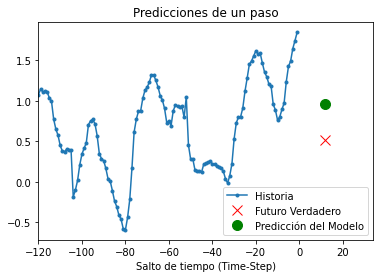 Predicciones de un paso
1.5
1.0
0.5
0.0
−0.5
−120
−100
−80
−60
−40
−20
0
20
Historia
Futuro Verdadero
Predicción del Modelo
Salto de tiempo (Time-Step)